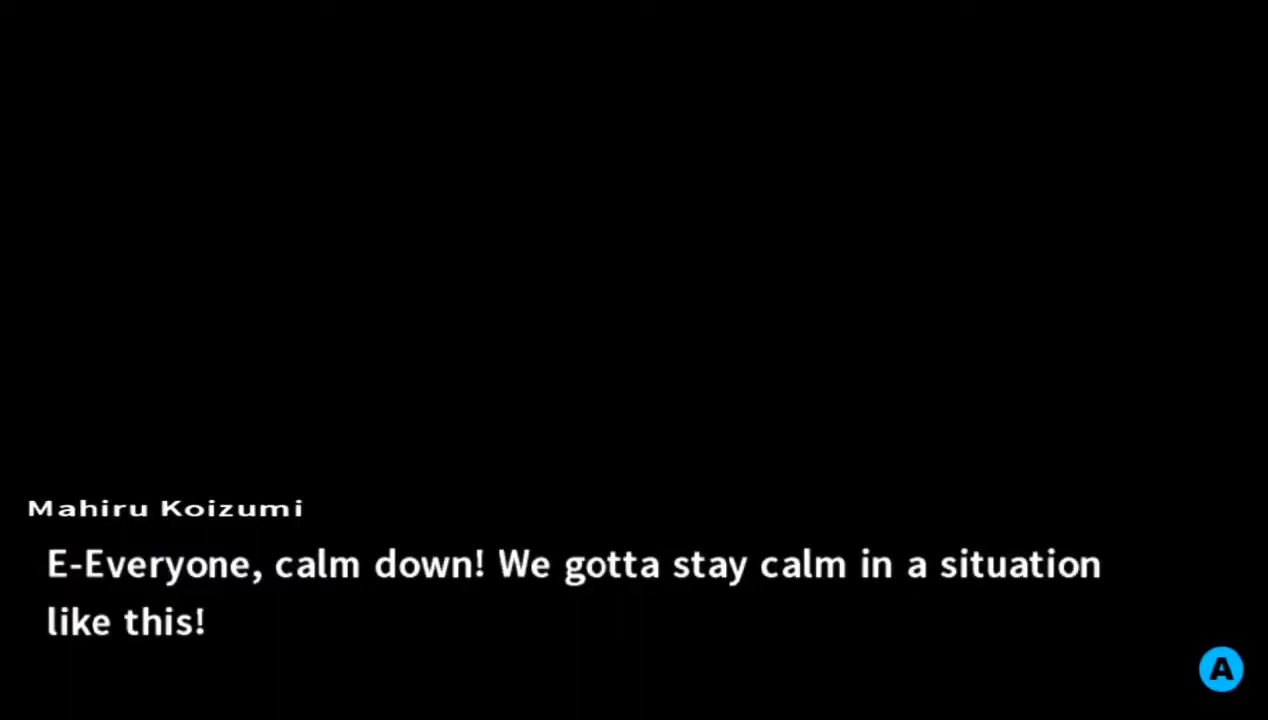 Mahiru Koizumi
E-Everyone, calm down! We gotta stay calm in a situation
like this!
A